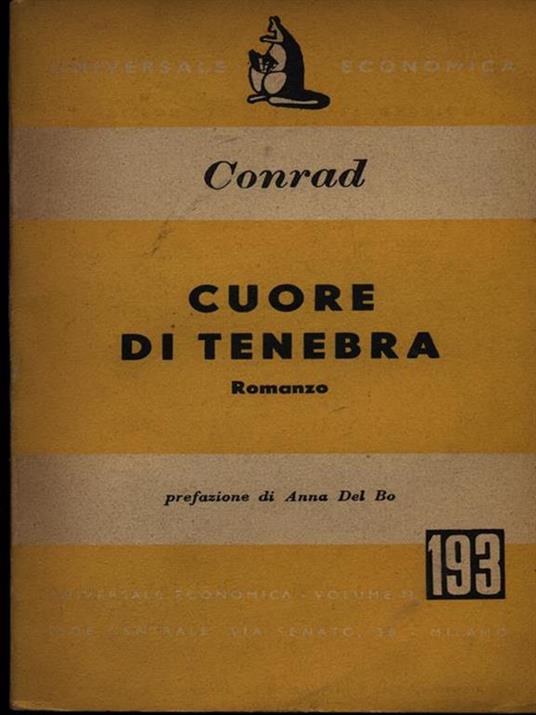 UNIVERSALE ECONOMICA
Conrad
CUORE
DI TENEBRA
Romanzo
prefazione di Anna Del Bo
193
UNIVERSALE ECONOMICA - VOLUME
SEDE CENTRALE VIA SENATO, 38 - MILANO